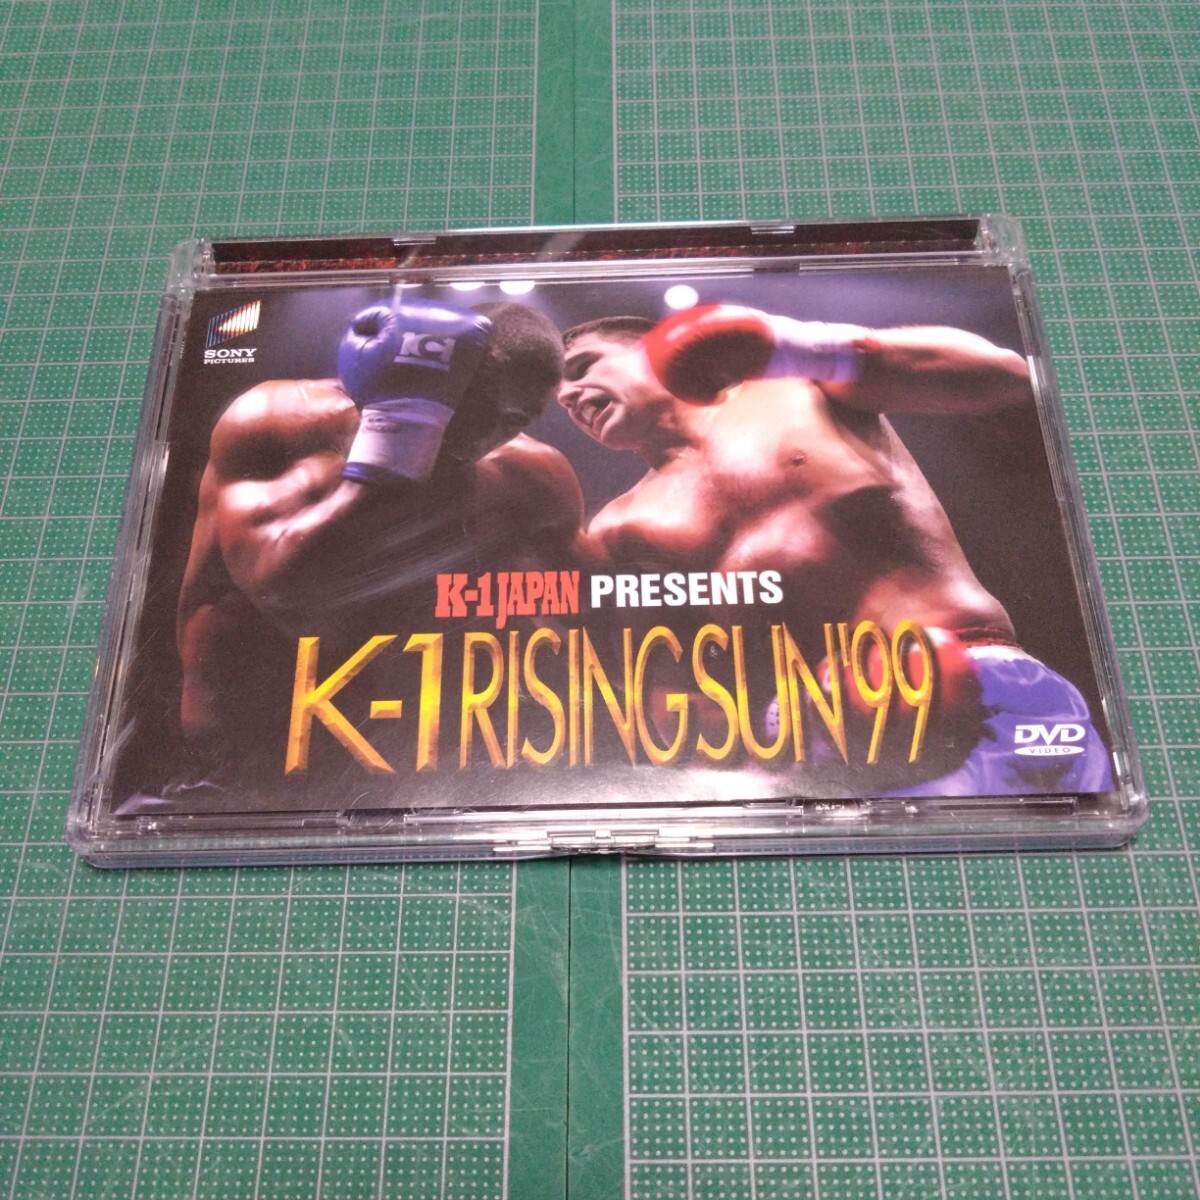 SONY
PICTURES
K-1 JAPAN PRESENTS
K-1 RISING SUN '99
DVD
VIDEO